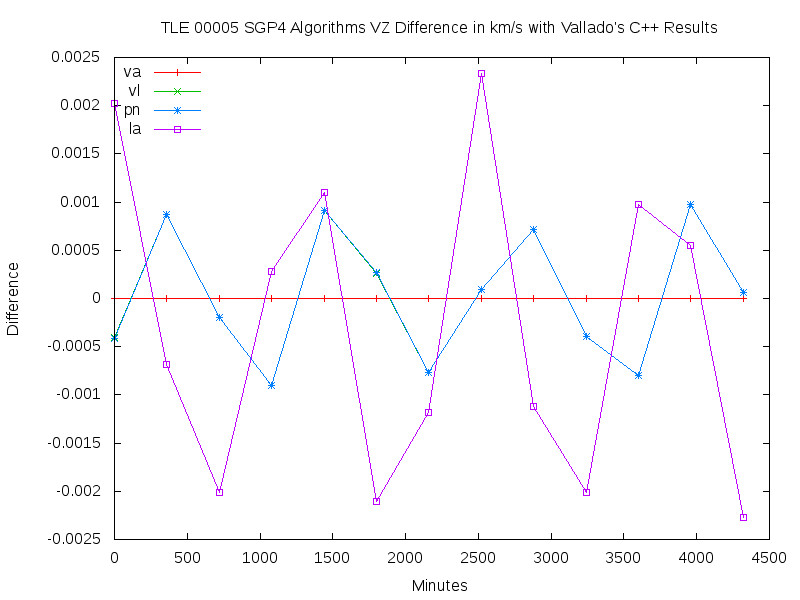 TLE 00005 SGP4 Algorithms VZ Difference in km/s with Vallado's C++ Results
0.0025
0.002
0.0015
0.001
0.0005
0
-0.0005
-0.001
-0.0015
-0.002
-0.0025
va
vl
pn
la
Difference
0 500 1000 1500 2000 2500 3000 3500 4000 4500
Minutes